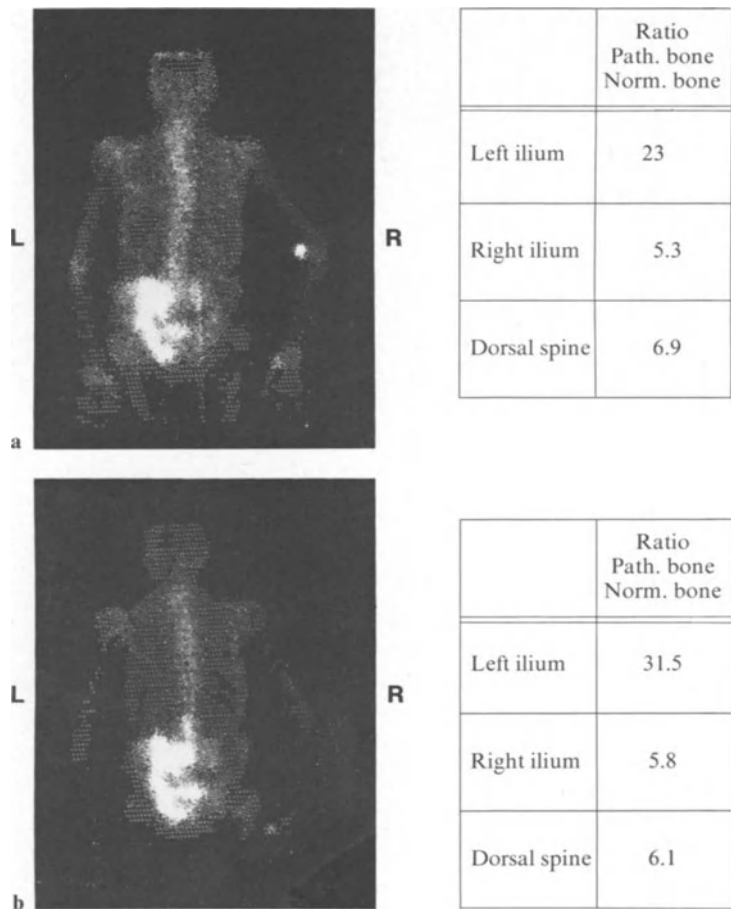 Ratio
Path. bone
Norm. bone
Left ilium 23
L R
Right ilium 5.3
Dorsal spine 6.9
a
Ratio
Path. bone
Norm. bone
Left ilium 31.5
L R
Right ilium 5.8
Dorsal spine 6.1
b